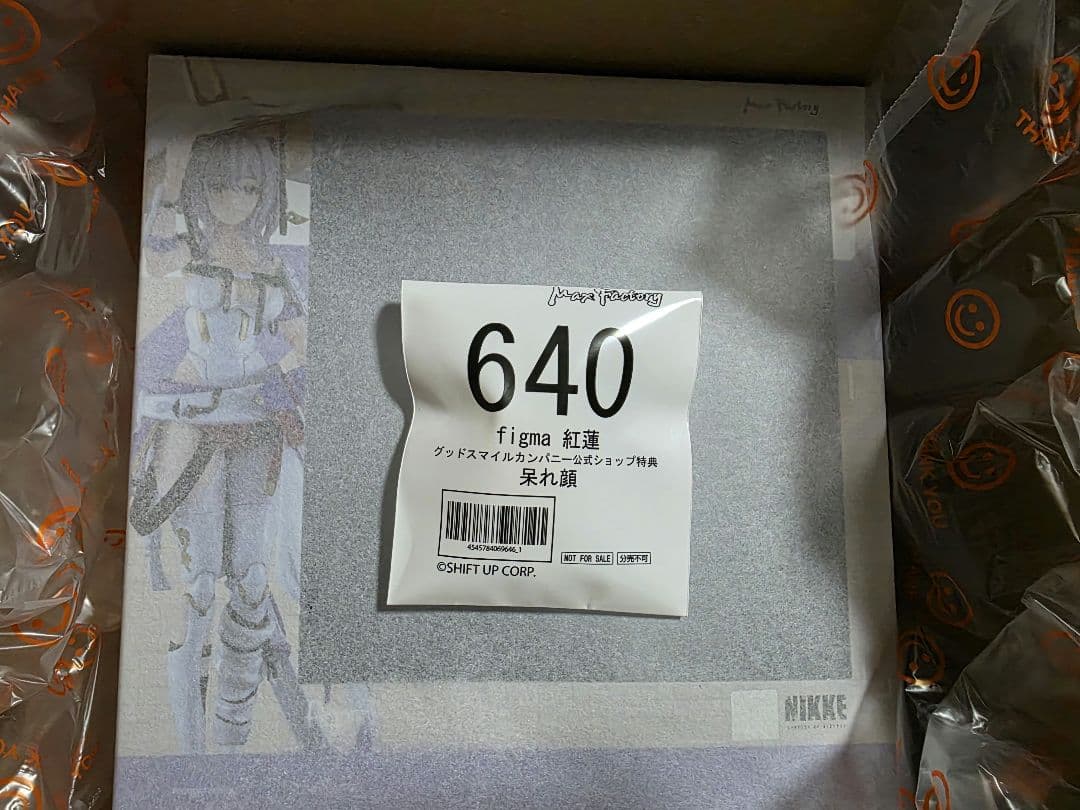 Max Factory
Max Factory
640
figma 紅蓮
グッドスマイルカンパニー公式ショップ特典
呆れ顔
4545784069646_1
NOT FOR SALE
分売不可
©SHIFT UP CORP.
NIKKE
THANK YOU